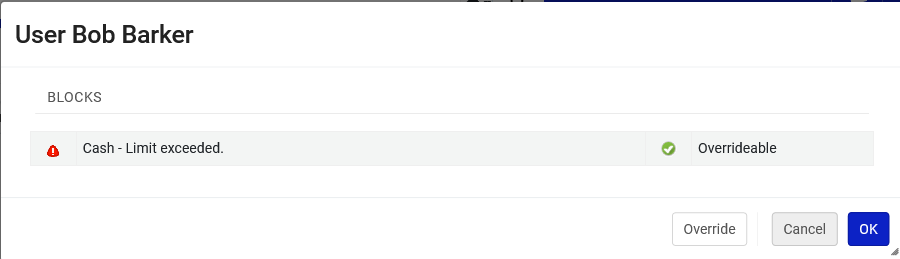 User Bob Barker
BLOCKS
Cash - Limit exceeded. Overrideable
Override Cancel OK